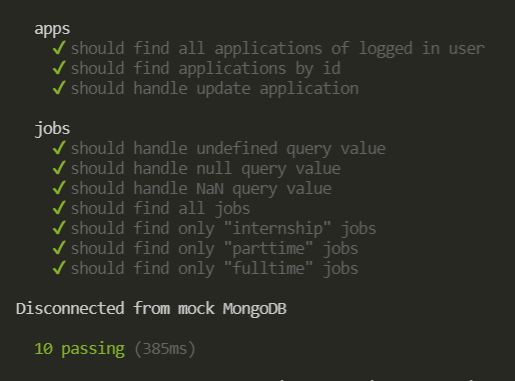 apps
✓ should find all applications of logged in user
✓ should find applications by id
✓ should handle update application
jobs
✓ should handle undefined query value
✓ should handle null query value
✓ should handle NaN query value
✓ should find all jobs
✓ should find only "internship" jobs
✓ should find only "parttime" jobs
✓ should find only "fulltime" jobs
Disconnected from mock MongoDB
10 passing (385ms)